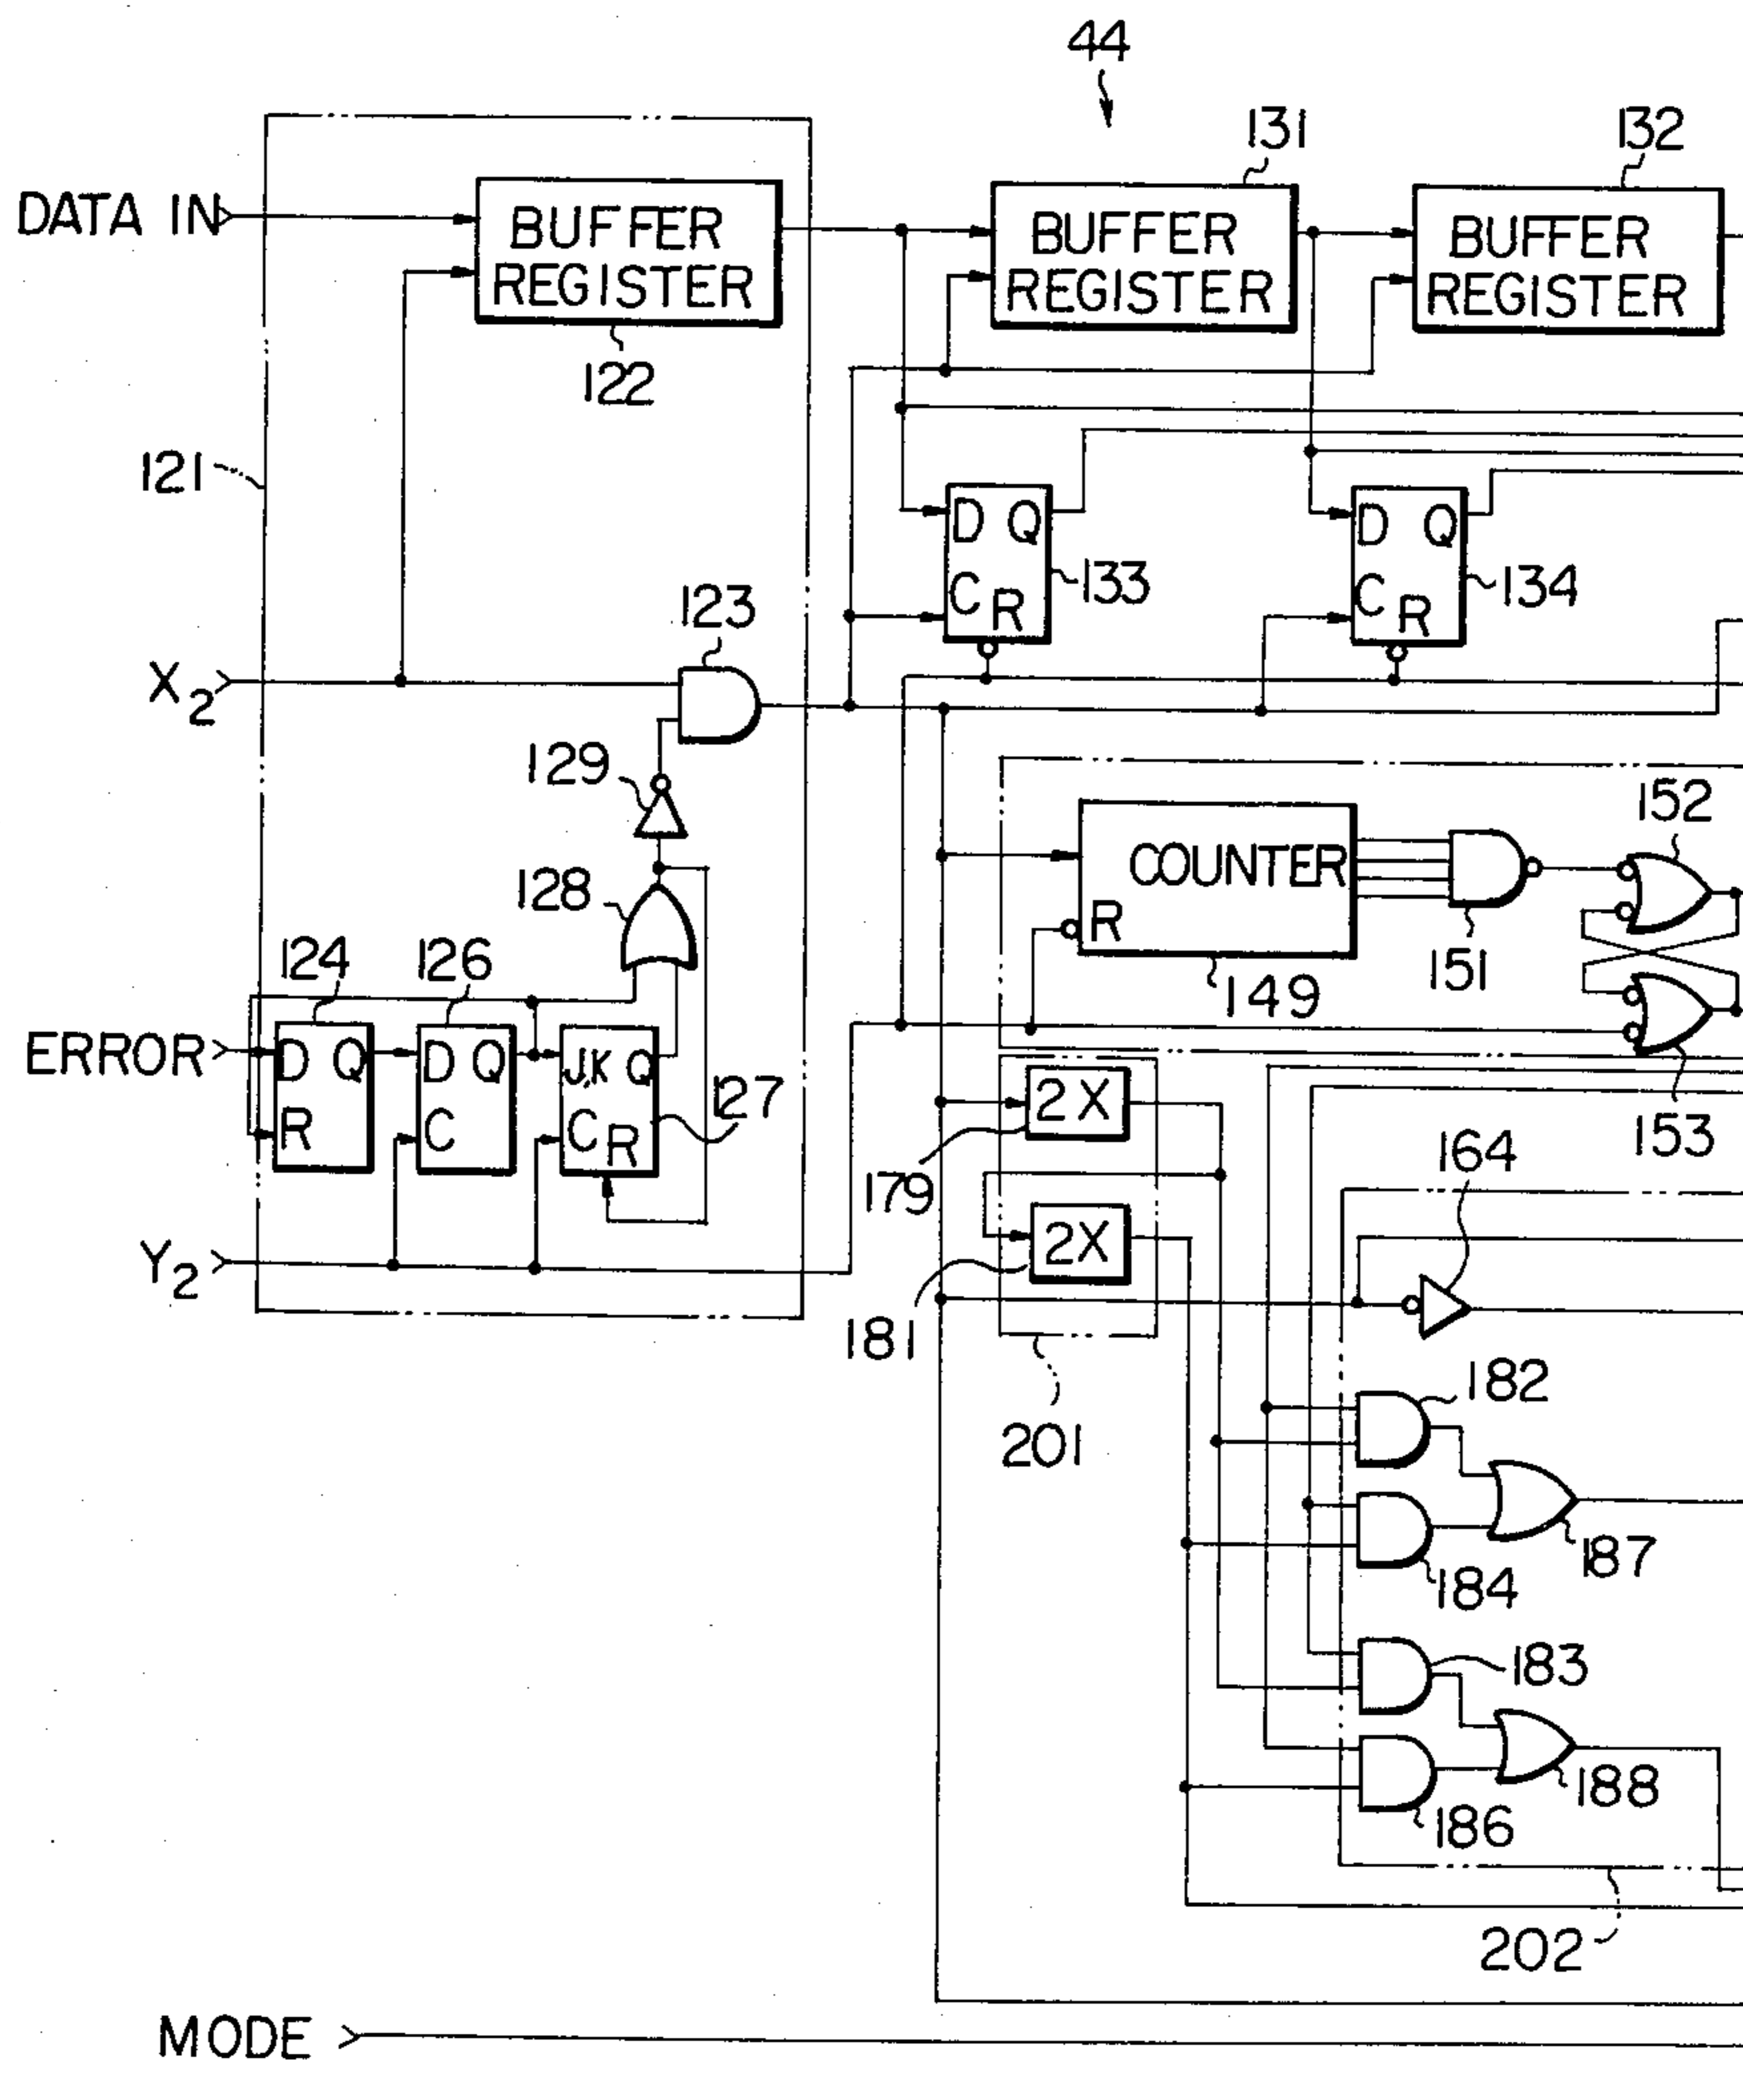 44
131
132
DATA IN
BUFFER
REGISTER
BUFFER
REGISTER
BUFFER
REGISTER
122
121
D Q
C R
133
D Q
C R
134
123
X2
129
152
COUNTER
R
128
151
149
124
126
ERROR
D Q
R
D Q
C
J,K Q
C R
127
2X
153
179
164
Y2
2X
181
182
201
187
184
183
188
186
202
MODE